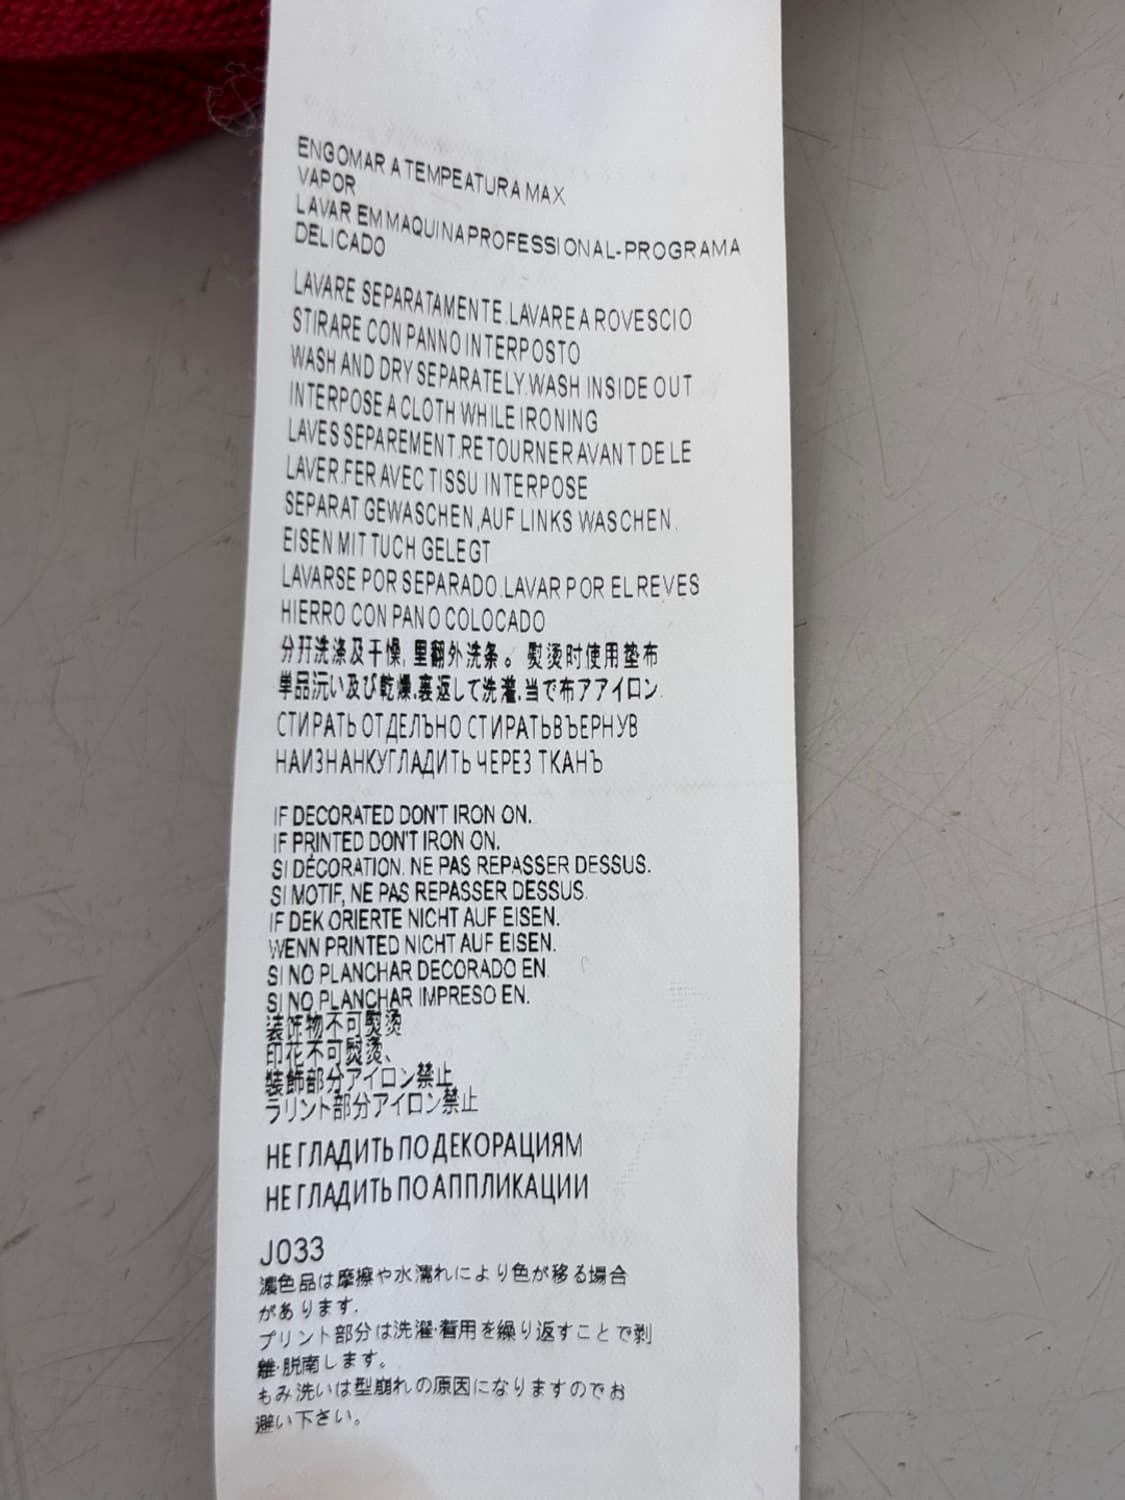 ENGOMAR A TEMPEATURA MAX
VAPOR
LAVAR EM MAQUINA PROFESSIONAL-PROGRAMA
DELICADO
LAVARE SEPARATAMENTE.LAVARE A ROVESCIO
STIRARE CON PANNO INTERPOSTO
WASH AND DRY SEPARATELY.WASH INSIDE OUT
INTERPOSE A CLOTH WHILE IRONING
LAVES SEPAREMENT.RETOURNER AVANT DE LE
LAVER.FER AVEC TISSU INTERPOSE
SEPARAT GEWASCHEN,AUF LINKS WASCHEN.
EISEN MIT TUCH GELEGT
LAVARSE POR SEPARADO.LAVAR POR EL REVES
HIERRO CON PANO COLOCADO
分开洗涤及干燥,里翻外洗条。熨烫时使用垫布
単品沅い及び乾燥.裏返して洗濯.当で布アアイロン.
СТИРАТЬ ОТДЕЛЪНО СТИРАТЬВЪЕРНУВ
НАИЗНАНКУГЛАДИТЬ ЧЕРЕЗ ТКАНЪ
IF DECORATED DON'T IRON ON.
IF PRINTED DON'T IRON ON.
SI DÉCORATION. NE PAS REPASSER DESSUS.
SI MOTIF, NE PAS REPASSER DESSUS.
IF DEK ORIERTE NICHT AUF EISEN.
WENN PRINTED NICHT AUF EISEN.
SI NO PLANCHAR DECORADO EN.
SI NO PLANCHAR IMPRESO EN.
装饰物不可熨烫
印花不可熨烫、
装飾部分アイロン禁止
ラリント部分アイロン禁止
НЕ ГЛАДИТЬ ПО ДЕКОРАЦИЯМ
НЕ ГЛАДИТЬ ПО АППЛИКАЦИИ
J033
濃色品は摩擦や水濡れにより色が移る場合
があります.
プリント部分は洗濯·着用を繰り返すことで剥
離·脱南します。
もみ洗いは型崩れの原因になりますのでお
避い下さい。